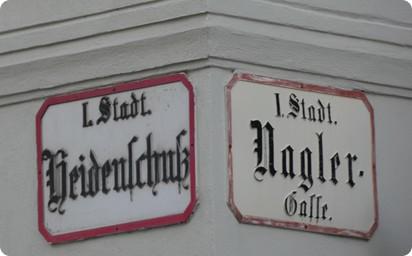 I. Stadt.
Heidenſchuß
I. Stadt.
Nagler-
Gaſſe.